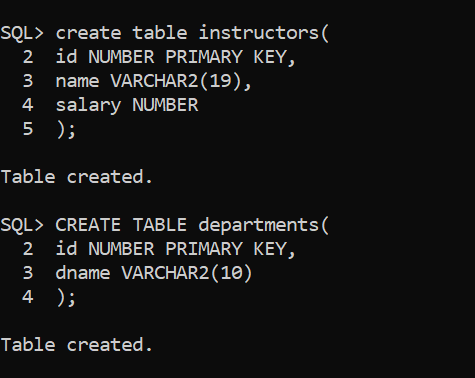 SQL> create table instructors(
  2  id NUMBER PRIMARY KEY,
  3  name VARCHAR2(19),
  4  salary NUMBER
  5  );
Table created.
SQL> CREATE TABLE departments(
  2  id NUMBER PRIMARY KEY,
  3  dname VARCHAR2(10)
  4  );
Table created.